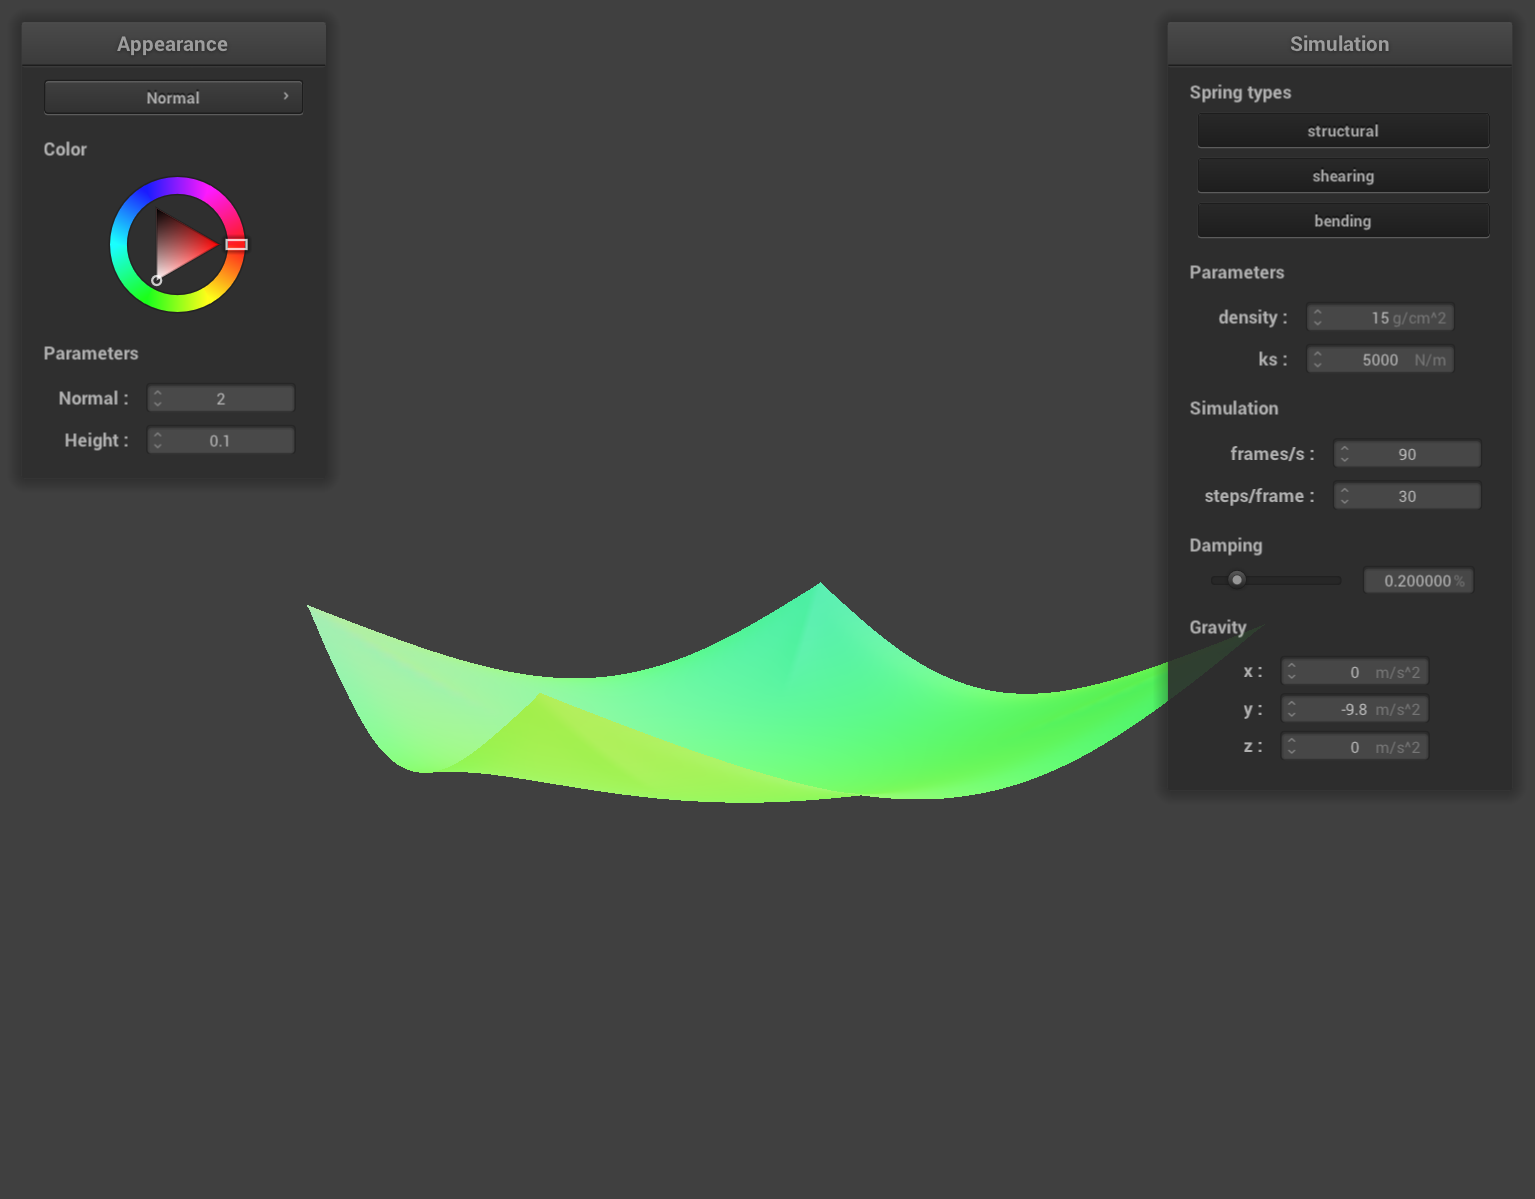 Appearance
Normal ›
Color
Parameters
Normal : 2
Height : 0.1
Simulation
Spring types
structural
shearing
bending
Parameters
density : 15 g/cm^2
ks : 5000 N/m
Simulation
frames/s : 90
steps/frame : 30
Damping
0.200000 %
Gravity
x : 0 m/s^2
y : -9.8 m/s^2
z : 0 m/s^2